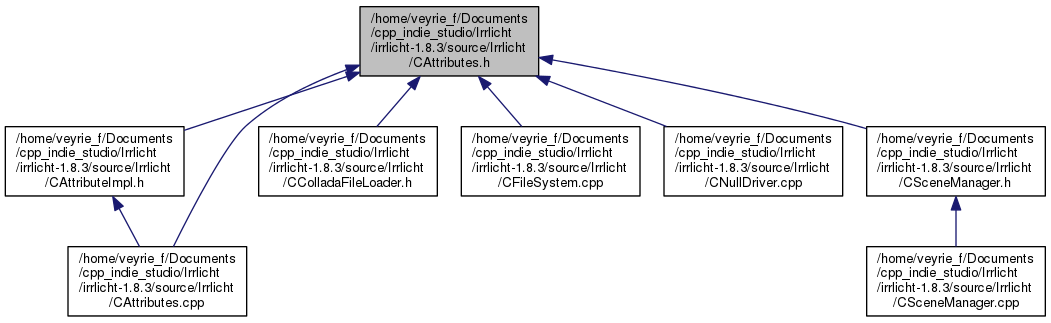 /home/veyrie_f/Documents
/cpp_indie_studio/Irrlicht
/irrlicht-1.8.3/source/Irrlicht
/CAttributes.h
/home/veyrie_f/Documents
/cpp_indie_studio/Irrlicht
/irrlicht-1.8.3/source/Irrlicht
/CAttributeImpl.h
/home/veyrie_f/Documents
/cpp_indie_studio/Irrlicht
/irrlicht-1.8.3/source/Irrlicht
/CColladaFileLoader.h
/home/veyrie_f/Documents
/cpp_indie_studio/Irrlicht
/irrlicht-1.8.3/source/Irrlicht
/CFileSystem.cpp
/home/veyrie_f/Documents
/cpp_indie_studio/Irrlicht
/irrlicht-1.8.3/source/Irrlicht
/CNullDriver.cpp
/home/veyrie_f/Documents
/cpp_indie_studio/Irrlicht
/irrlicht-1.8.3/source/Irrlicht
/CSceneManager.h
/home/veyrie_f/Documents
/cpp_indie_studio/Irrlicht
/irrlicht-1.8.3/source/Irrlicht
/CAttributes.cpp
/home/veyrie_f/Documents
/cpp_indie_studio/Irrlicht
/irrlicht-1.8.3/source/Irrlicht
/CSceneManager.cpp